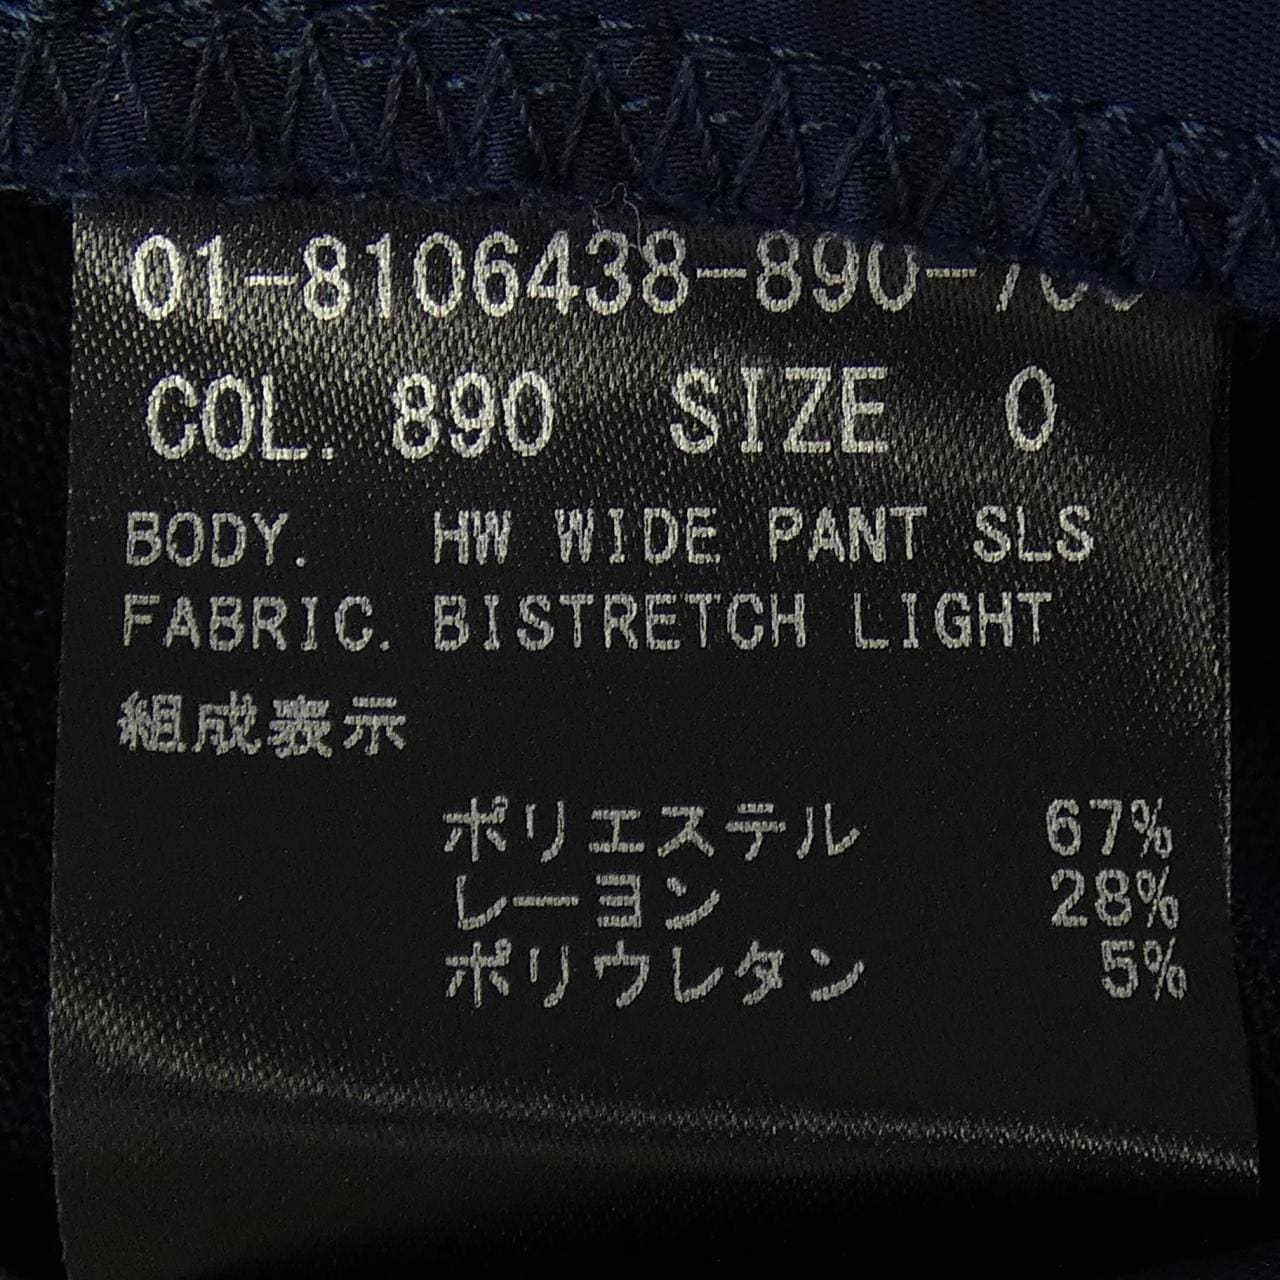 01-8106438-890-700
COL. 890 SIZE 0
BODY. HW WIDE PANT SLS
FABRIC. BISTRETCH LIGHT
組成表示
ポリエステル 67%
レーヨン 28%
ポリウレタン 5%